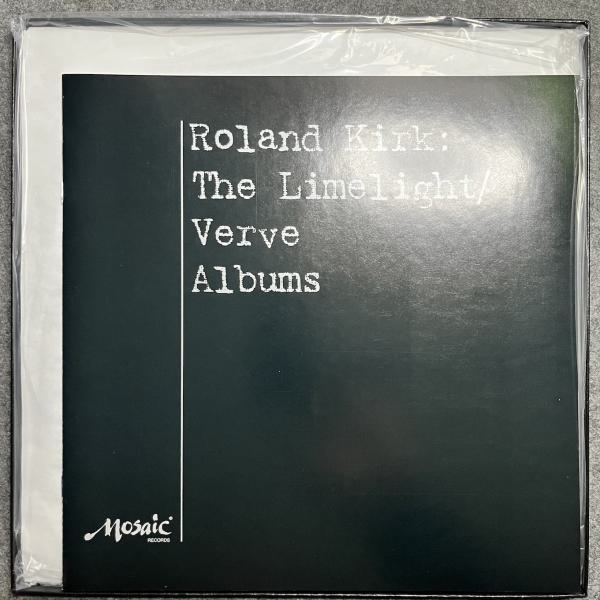 Roland Kirk:
The Limelight/
Verve
Albums
Mosaic
RECORDS